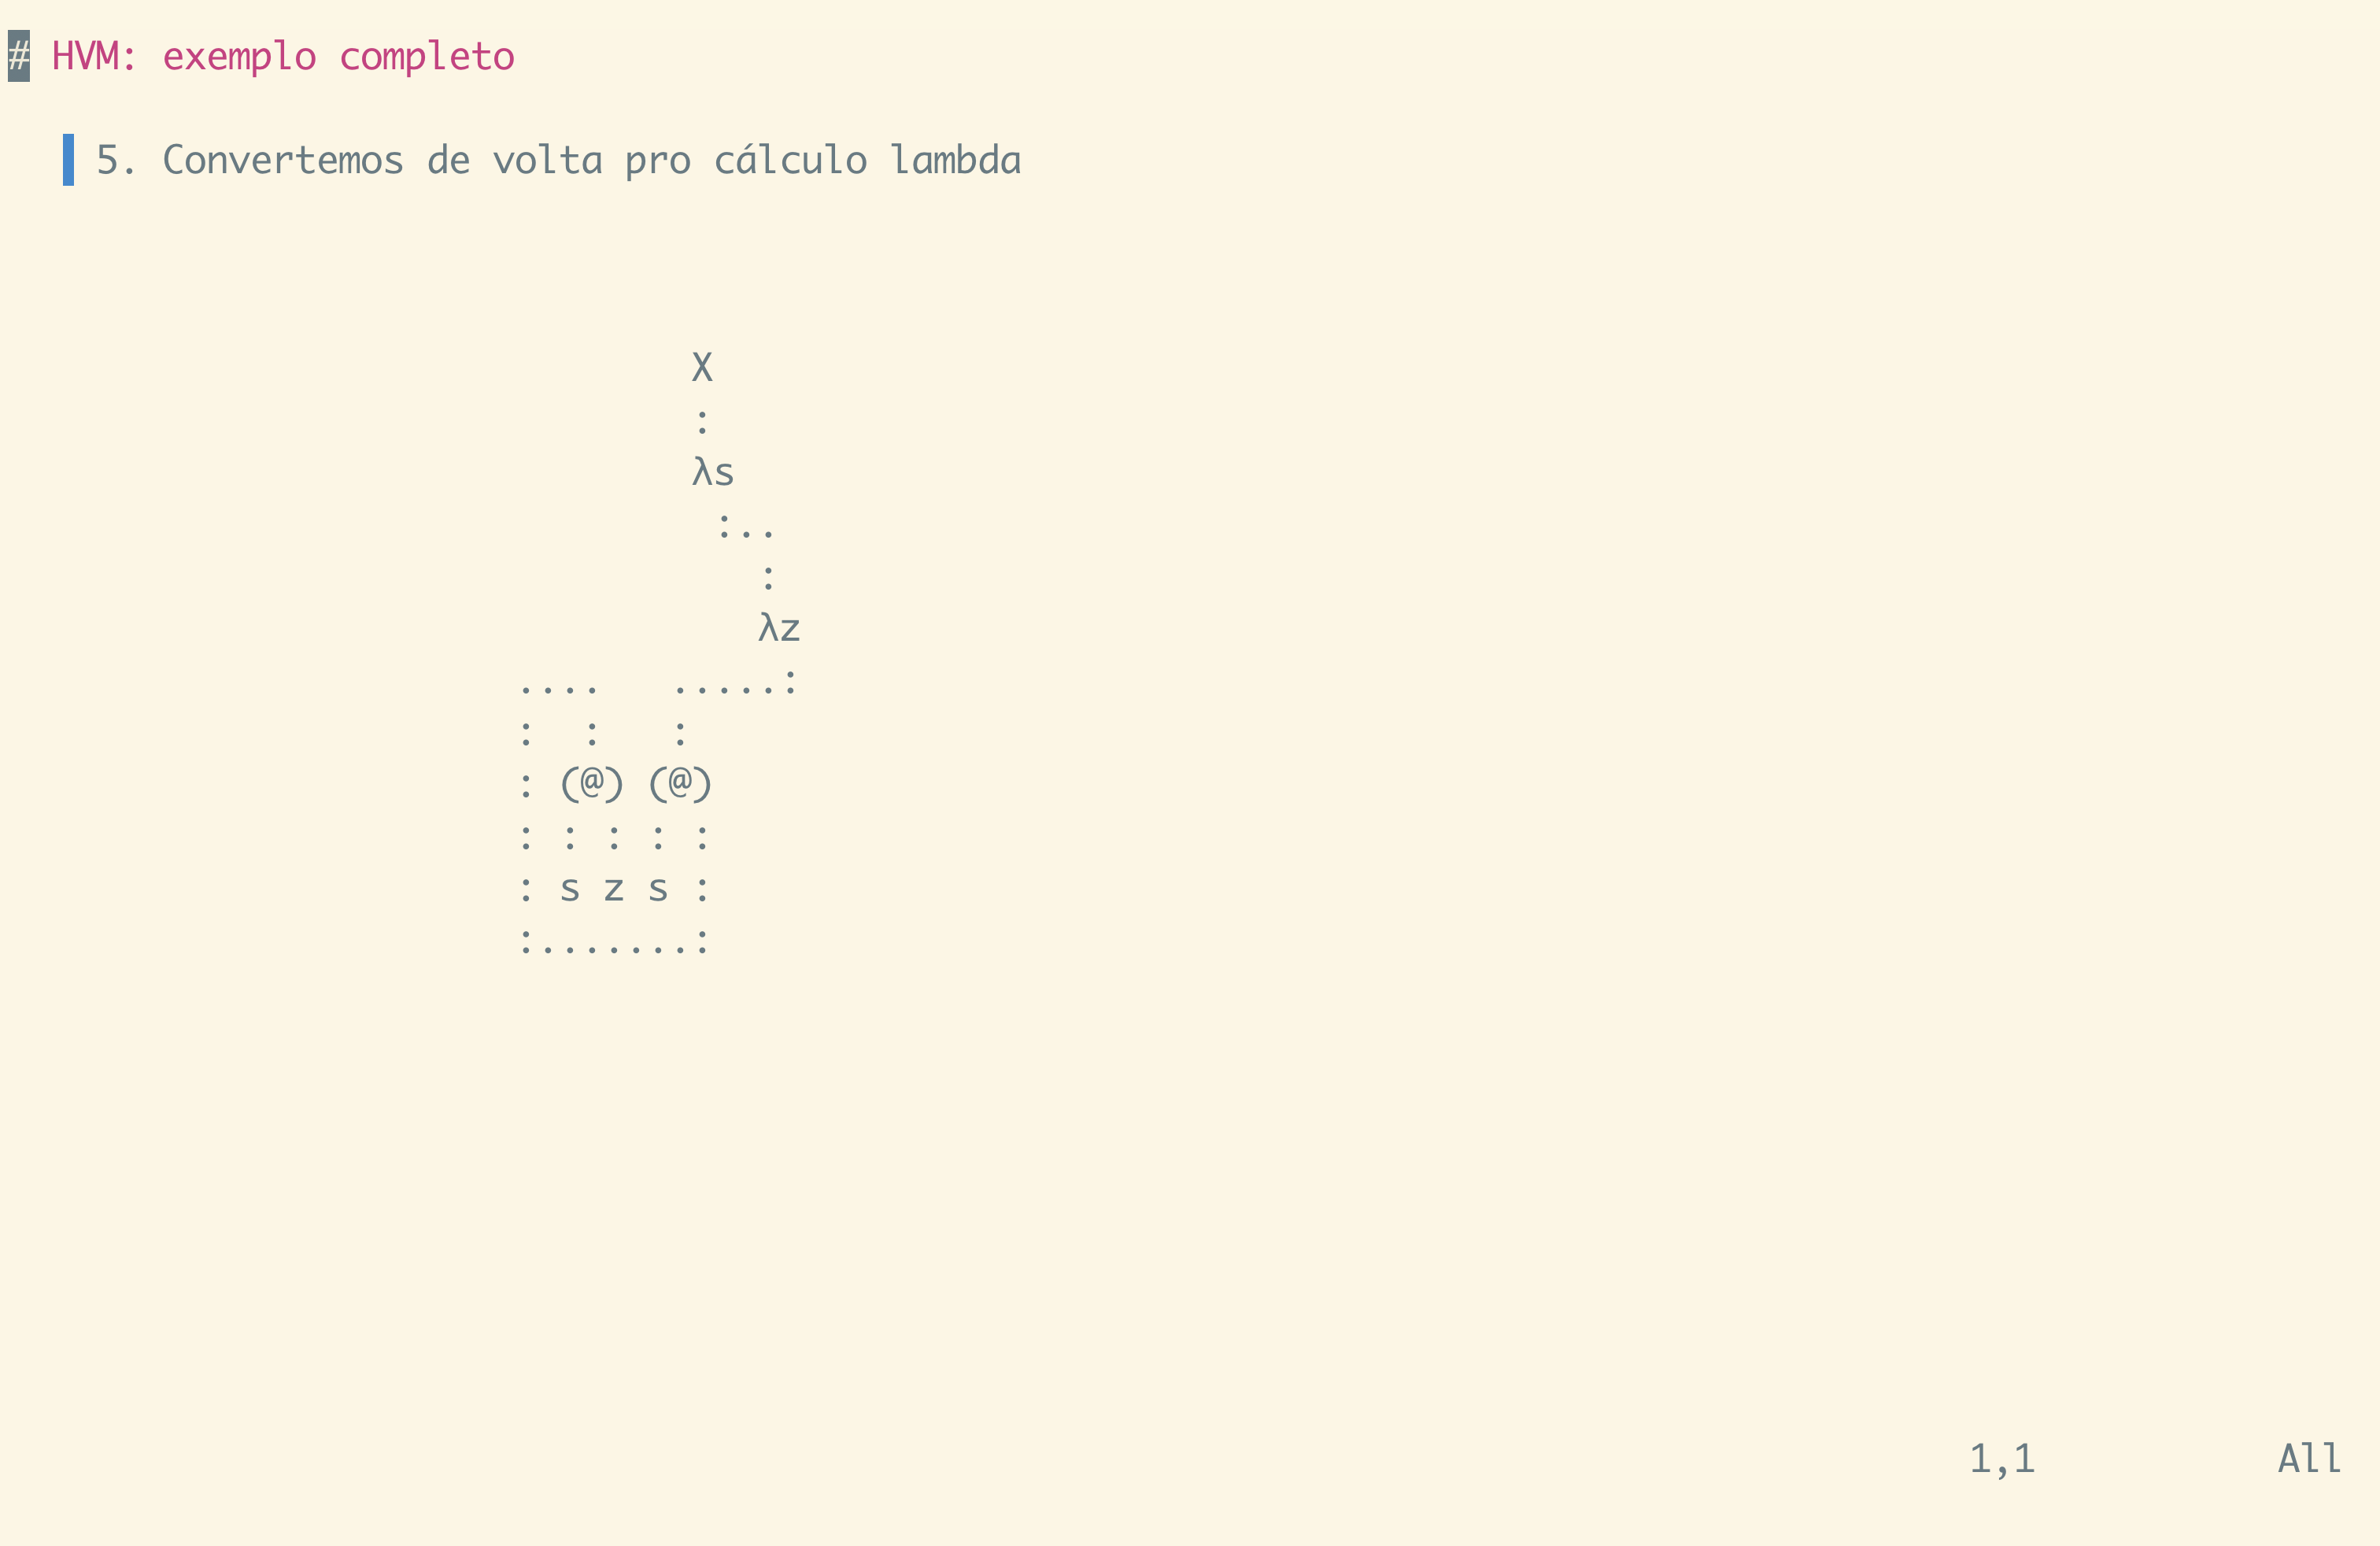 # HVM: exemplo completo
5. Convertemos de volta pro cálculo lambda
X
:
λs
:..
:
λz
....   .....:
:  :   :
: (@) (@)
: : : : :
: s z s :
:.......:
1,1 All